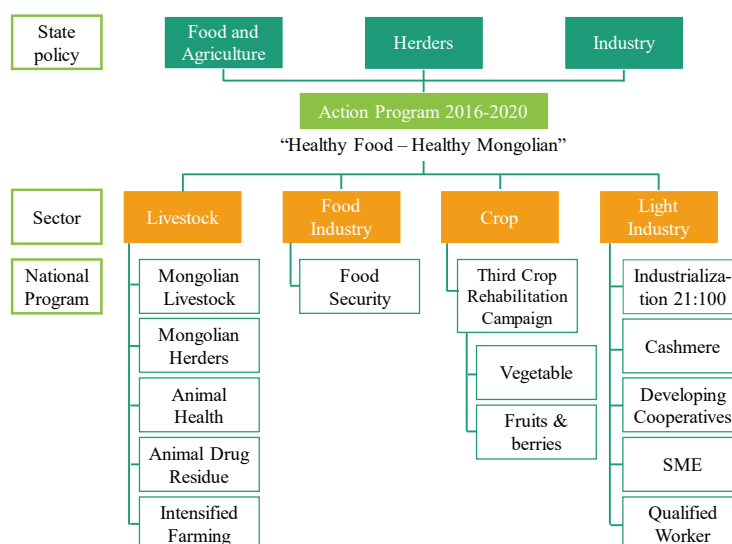 State
policy
Food and
Agriculture
Herders
Industry
Action Program 2016-2020
“Healthy Food – Healthy Mongolian”
Sector
Livestock
Food
Industry
Crop
Light
Industry
National
Program
Mongolian
Livestock
Mongolian
Herders
Animal
Health
Animal Drug
Residue
Intensified
Farming
Food
Security
Third Crop
Rehabilitation
Campaign
Vegetable
Fruits &
berries
Industrializa-
tion 21:100
Cashmere
Developing
Cooperatives
SME
Qualified
Worker